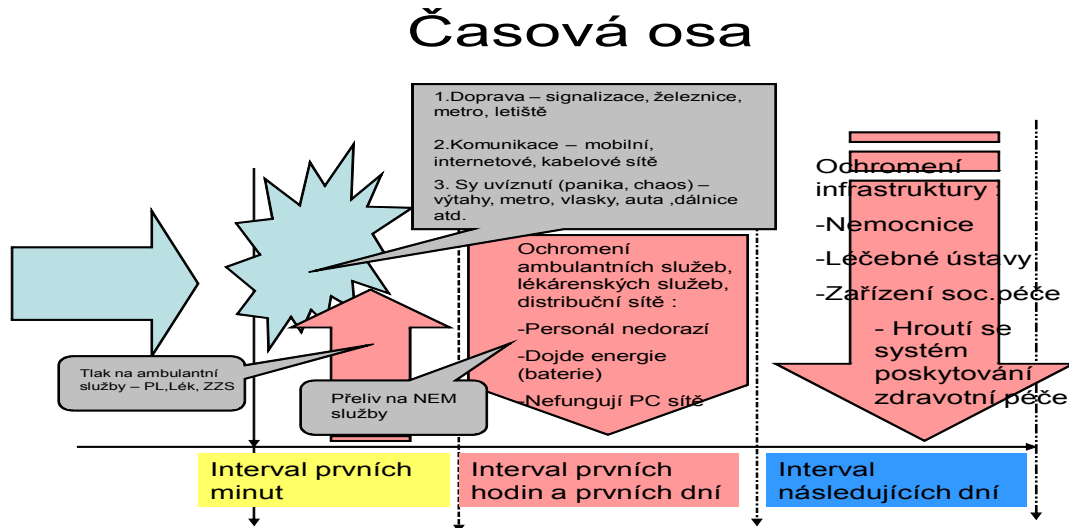 Časová osa
1.Doprava – signalizace, železnice,
metro, letiště
2.Komunikace – mobilní,
internetové, kabelové sítě
3. Sy uvíznutí (panika, chaos) –
výtahy, metro, vlasky, auta ,dálnice
atd.
Tlak na ambulantní
služby – PL,Lék, ZZS
Přeliv na NEM
služby
Ochromení
ambulantních služeb,
lékárenských služeb,
distribuční sítě :
-Personál nedorazí
-Dojde energie
(baterie)
-Nefungují PC sítě
Ochromení
infrastruktury :
-Nemocnice
-Léčebné ústavy
-Zařízení soc.péče
- Hroutí se
systém
poskytování
zdravotní péče
Interval prvních
minut
Interval prvních
hodin a prvních dní
Interval
následujících dní